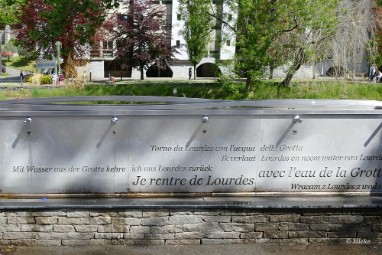 Torno da Lourdes con l'acqua della Grotta
Ik verlaat Lourdes en neem water van Lourdes
Mit Wasser aus der Grotte kehre ich aus Lourdes zurück
Je rentre de Lourdes avec l'eau de la Grotte
Wracam z Lourdes z wodą
© Mieke